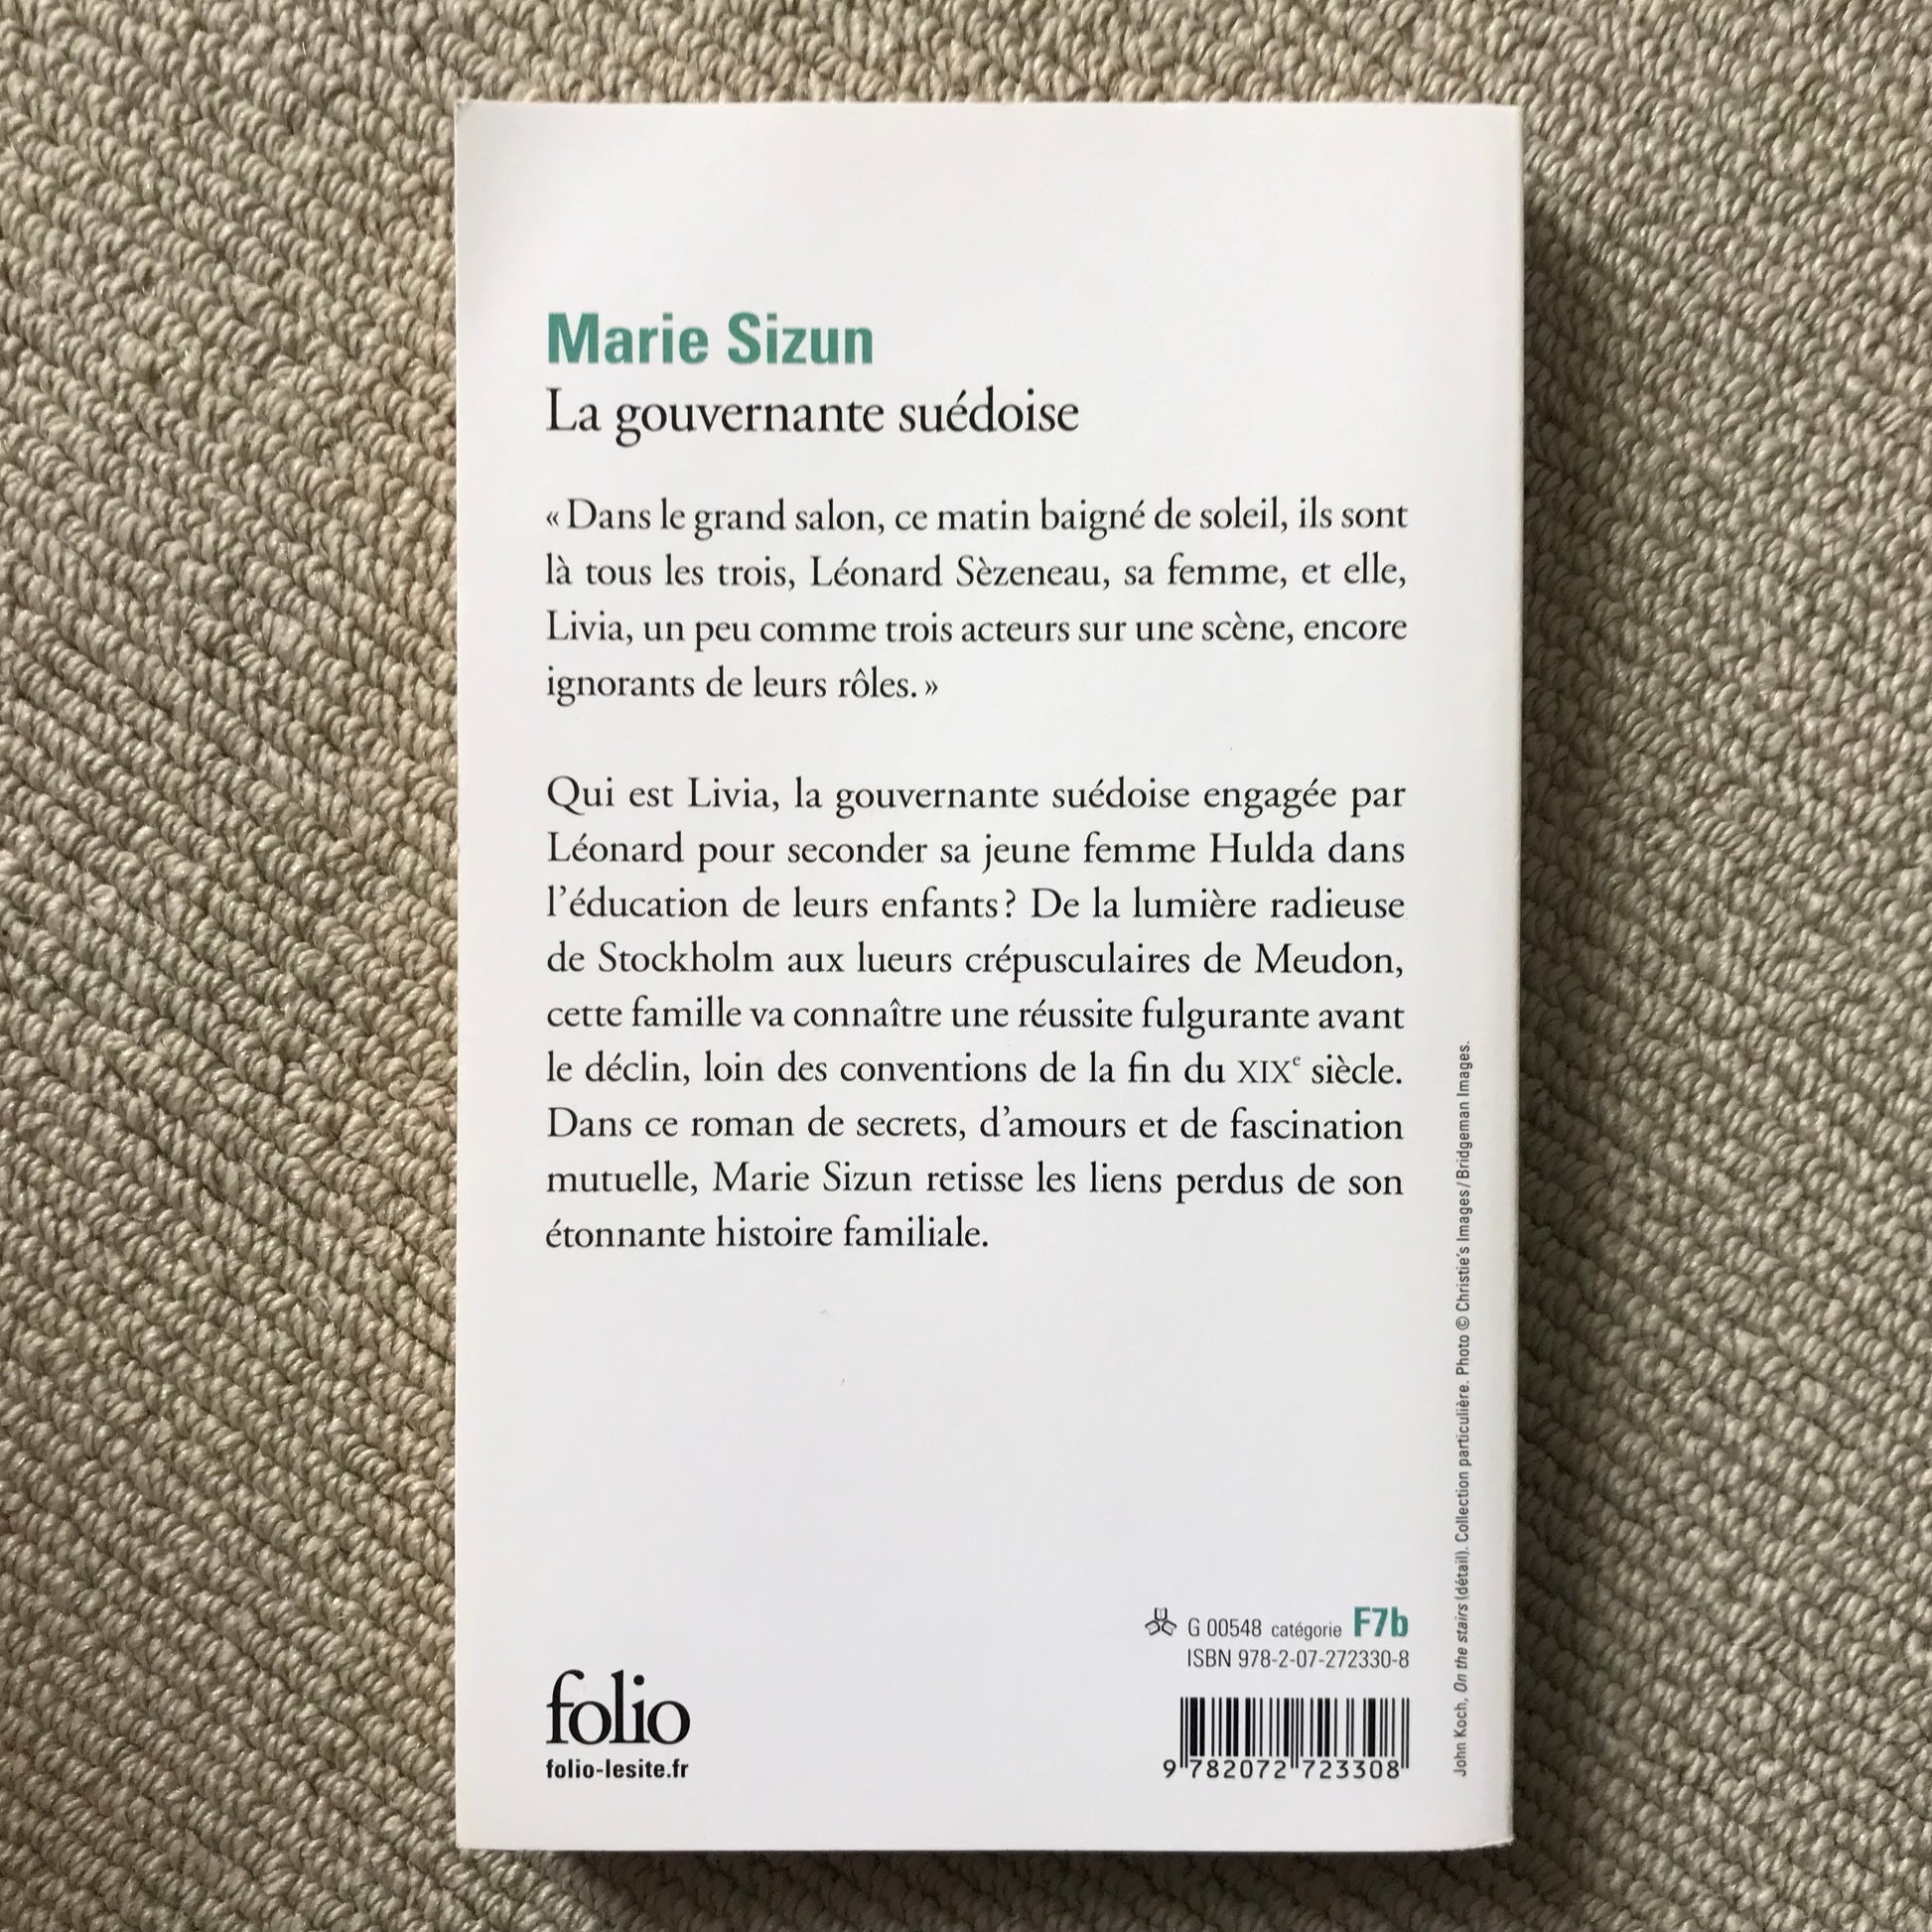 Marie Sizun
La gouvernante suédoise
« Dans le grand salon, ce matin baigné de soleil, ils sont
là tous les trois, Léonard Sèzeneau, sa femme, et elle,
Livia, un peu comme trois acteurs sur une scène, encore
ignorants de leurs rôles. »
Qui est Livia, la gouvernante suédoise engagée par
Léonard pour seconder sa jeune femme Hulda dans
l'éducation de leurs enfants ? De la lumière radieuse
de Stockholm aux lueurs crépusculaires de Meudon,
cette famille va connaître une réussite fulgurante avant
le déclin, loin des conventions de la fin du XIXe siècle.
Dans ce roman de secrets, d'amours et de fascination
mutuelle, Marie Sizun retisse les liens perdus de son
étonnante histoire familiale.
John Koch, On the stairs (détail). Collection particulière. Photo © Christie's Images / Bridgeman Images.
G 00548 catégorie F7b
ISBN 978-2-07-272330-8
folio
folio-lesite.fr
9 782072 723308